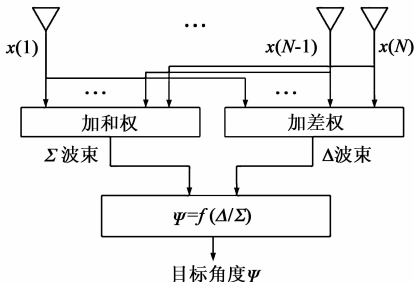 x(1) … x(N-1) x(N)
… …
加和权 加差权
Σ波束 Δ波束
Ψ=f(Δ/Σ)
目标角度Ψ